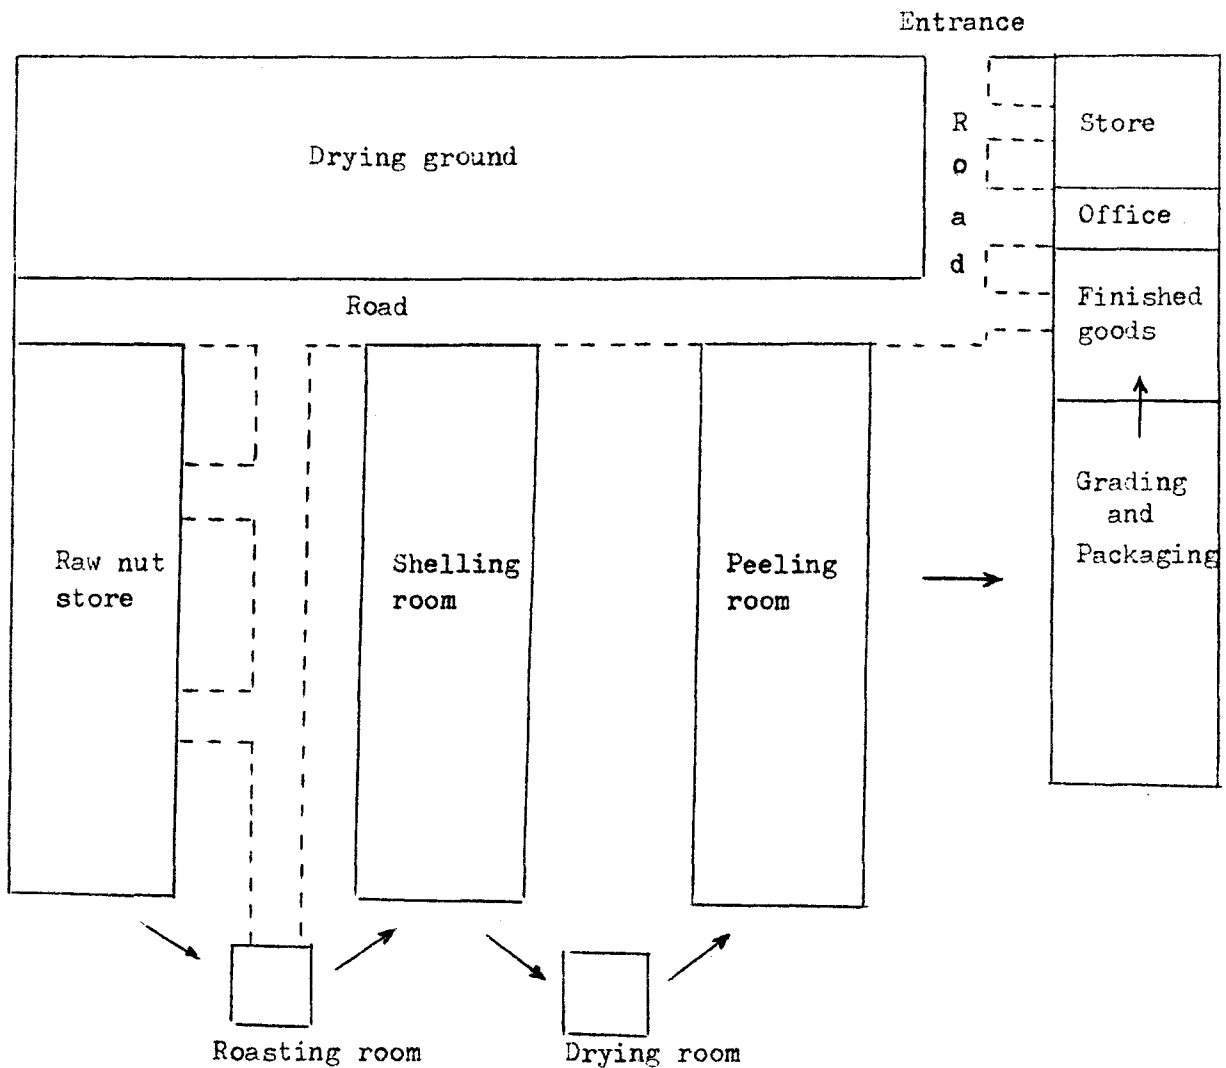 Entrance
Drying ground
Road
Store
Office
Road
Finished
goods
Grading
and
Packaging
Raw nut
store
Shelling
room
Peeling
room
Roasting room
Drying room